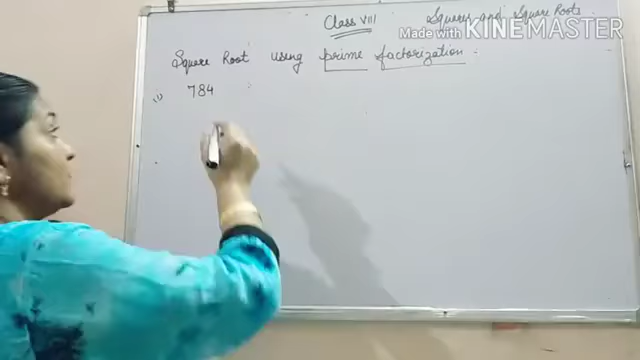 Class VIII Squares and Square Roots
Made with KINEMASTER
Square Root using prime factorization.
(i) 784